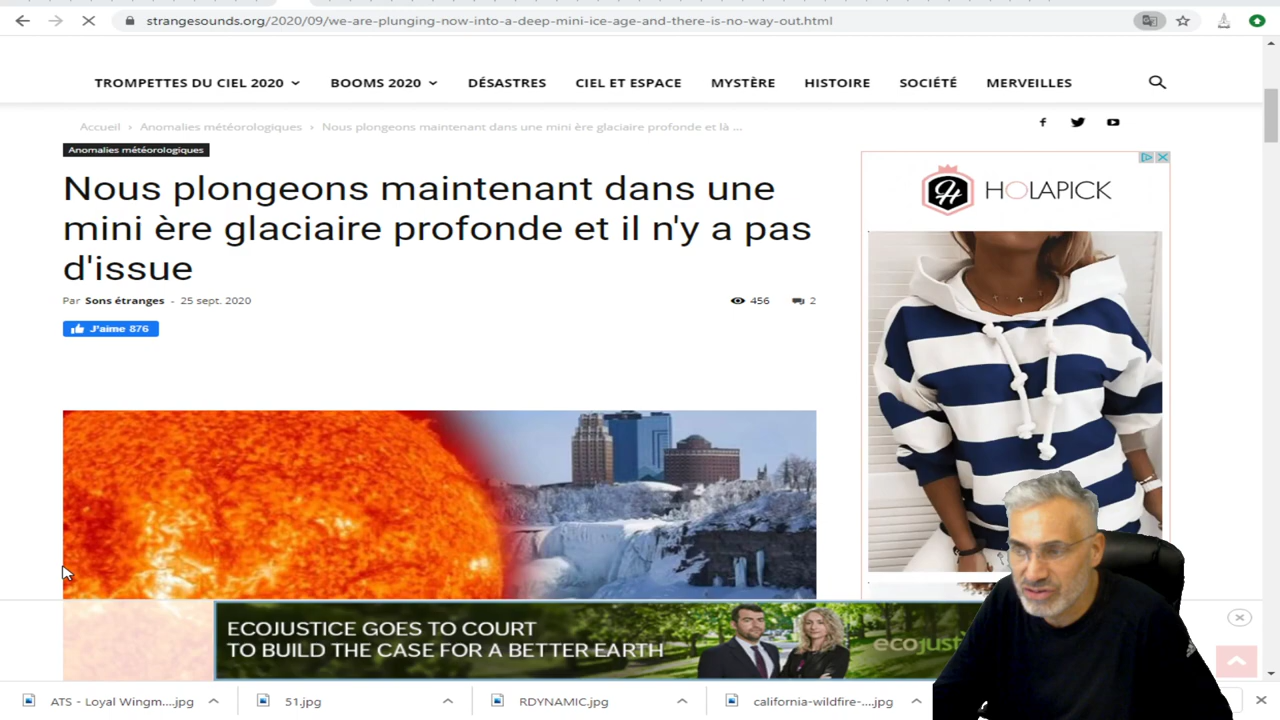 strangesounds.org/2020/09/we-are-plunging-now-into-a-deep-mini-ice-age-and-there-is-no-way-out.html
TROMPETTES DU CIEL 2020 BOOMS 2020 DÉSASTRES CIEL ET ESPACE MYSTÈRE HISTOIRE SOCIÉTÉ MERVEILLES
Accueil › Anomalies météorologiques › Nous plongeons maintenant dans une mini ère glaciaire profonde et là ...
Anomalies météorologiques
Nous plongeons maintenant dans une
mini ère glaciaire profonde et il n'y a pas
d'issue
Par Sons étranges - 25 sept. 2020 456 2
J'aime 876
HOLAPICK
ECOJUSTICE GOES TO COURT
TO BUILD THE CASE FOR A BETTER EARTH
ecojust
ATS - Loyal Wingm....jpg 51.jpg RDYNAMIC.jpg california-wildfire-....jpg